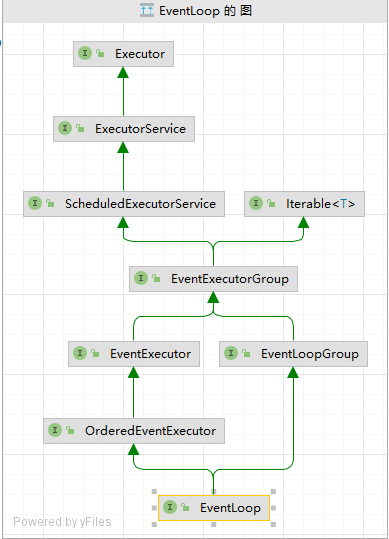 EventLoop 的 图
I Executor
I ExecutorService
I ScheduledExecutorService
I Iterable<T>
I EventExecutorGroup
I EventExecutor
I EventLoopGroup
I OrderedEventExecutor
I EventLoop
Powered by yFiles